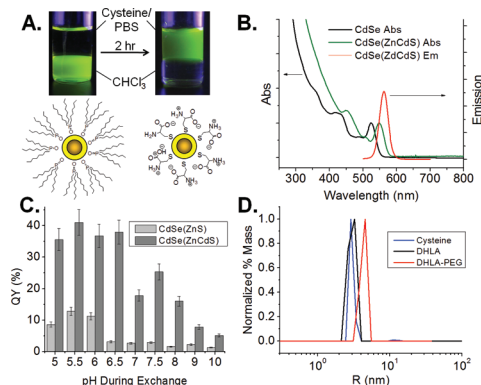 A.
Cysteine/
PBS
2 hr
CHCl3
B.
CdSe Abs
CdSe(ZnCdS) Abs
CdSe(ZdCdS) Em
Abs
Emission
300 400 500 600 700 800
Wavelength (nm)
C.
CdSe(ZnS)
CdSe(ZnCdS)
QY (%)
40
30
20
10
0
5 5.5 6 6.5 7 7.5 8 9 10
pH During Exchange
D.
Cysteine
DHLA
DHLA-PEG
Normalized % Mass
1.0
0.8
0.6
0.4
0.2
0.0
10^0 10^1 10^2
R (nm)